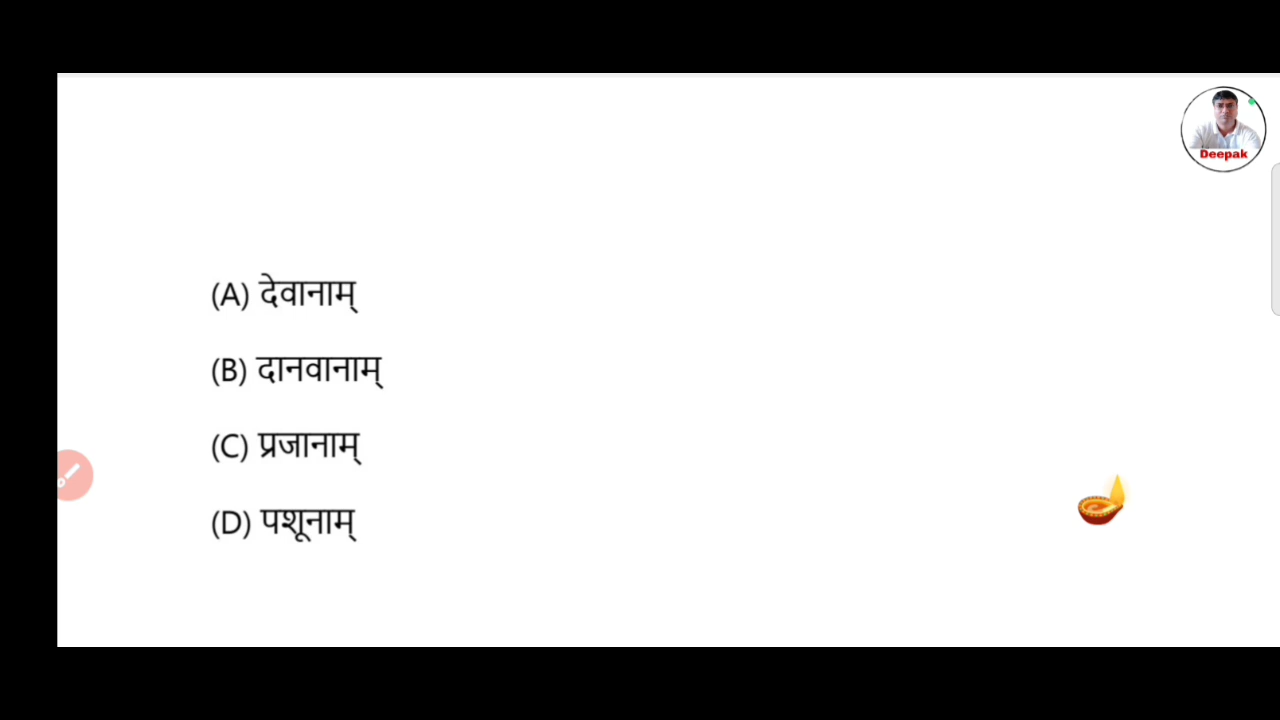 Deepak
(A) देवानाम्
(B) दानवानाम्
(C) प्रजानाम्
(D) पशूनाम्